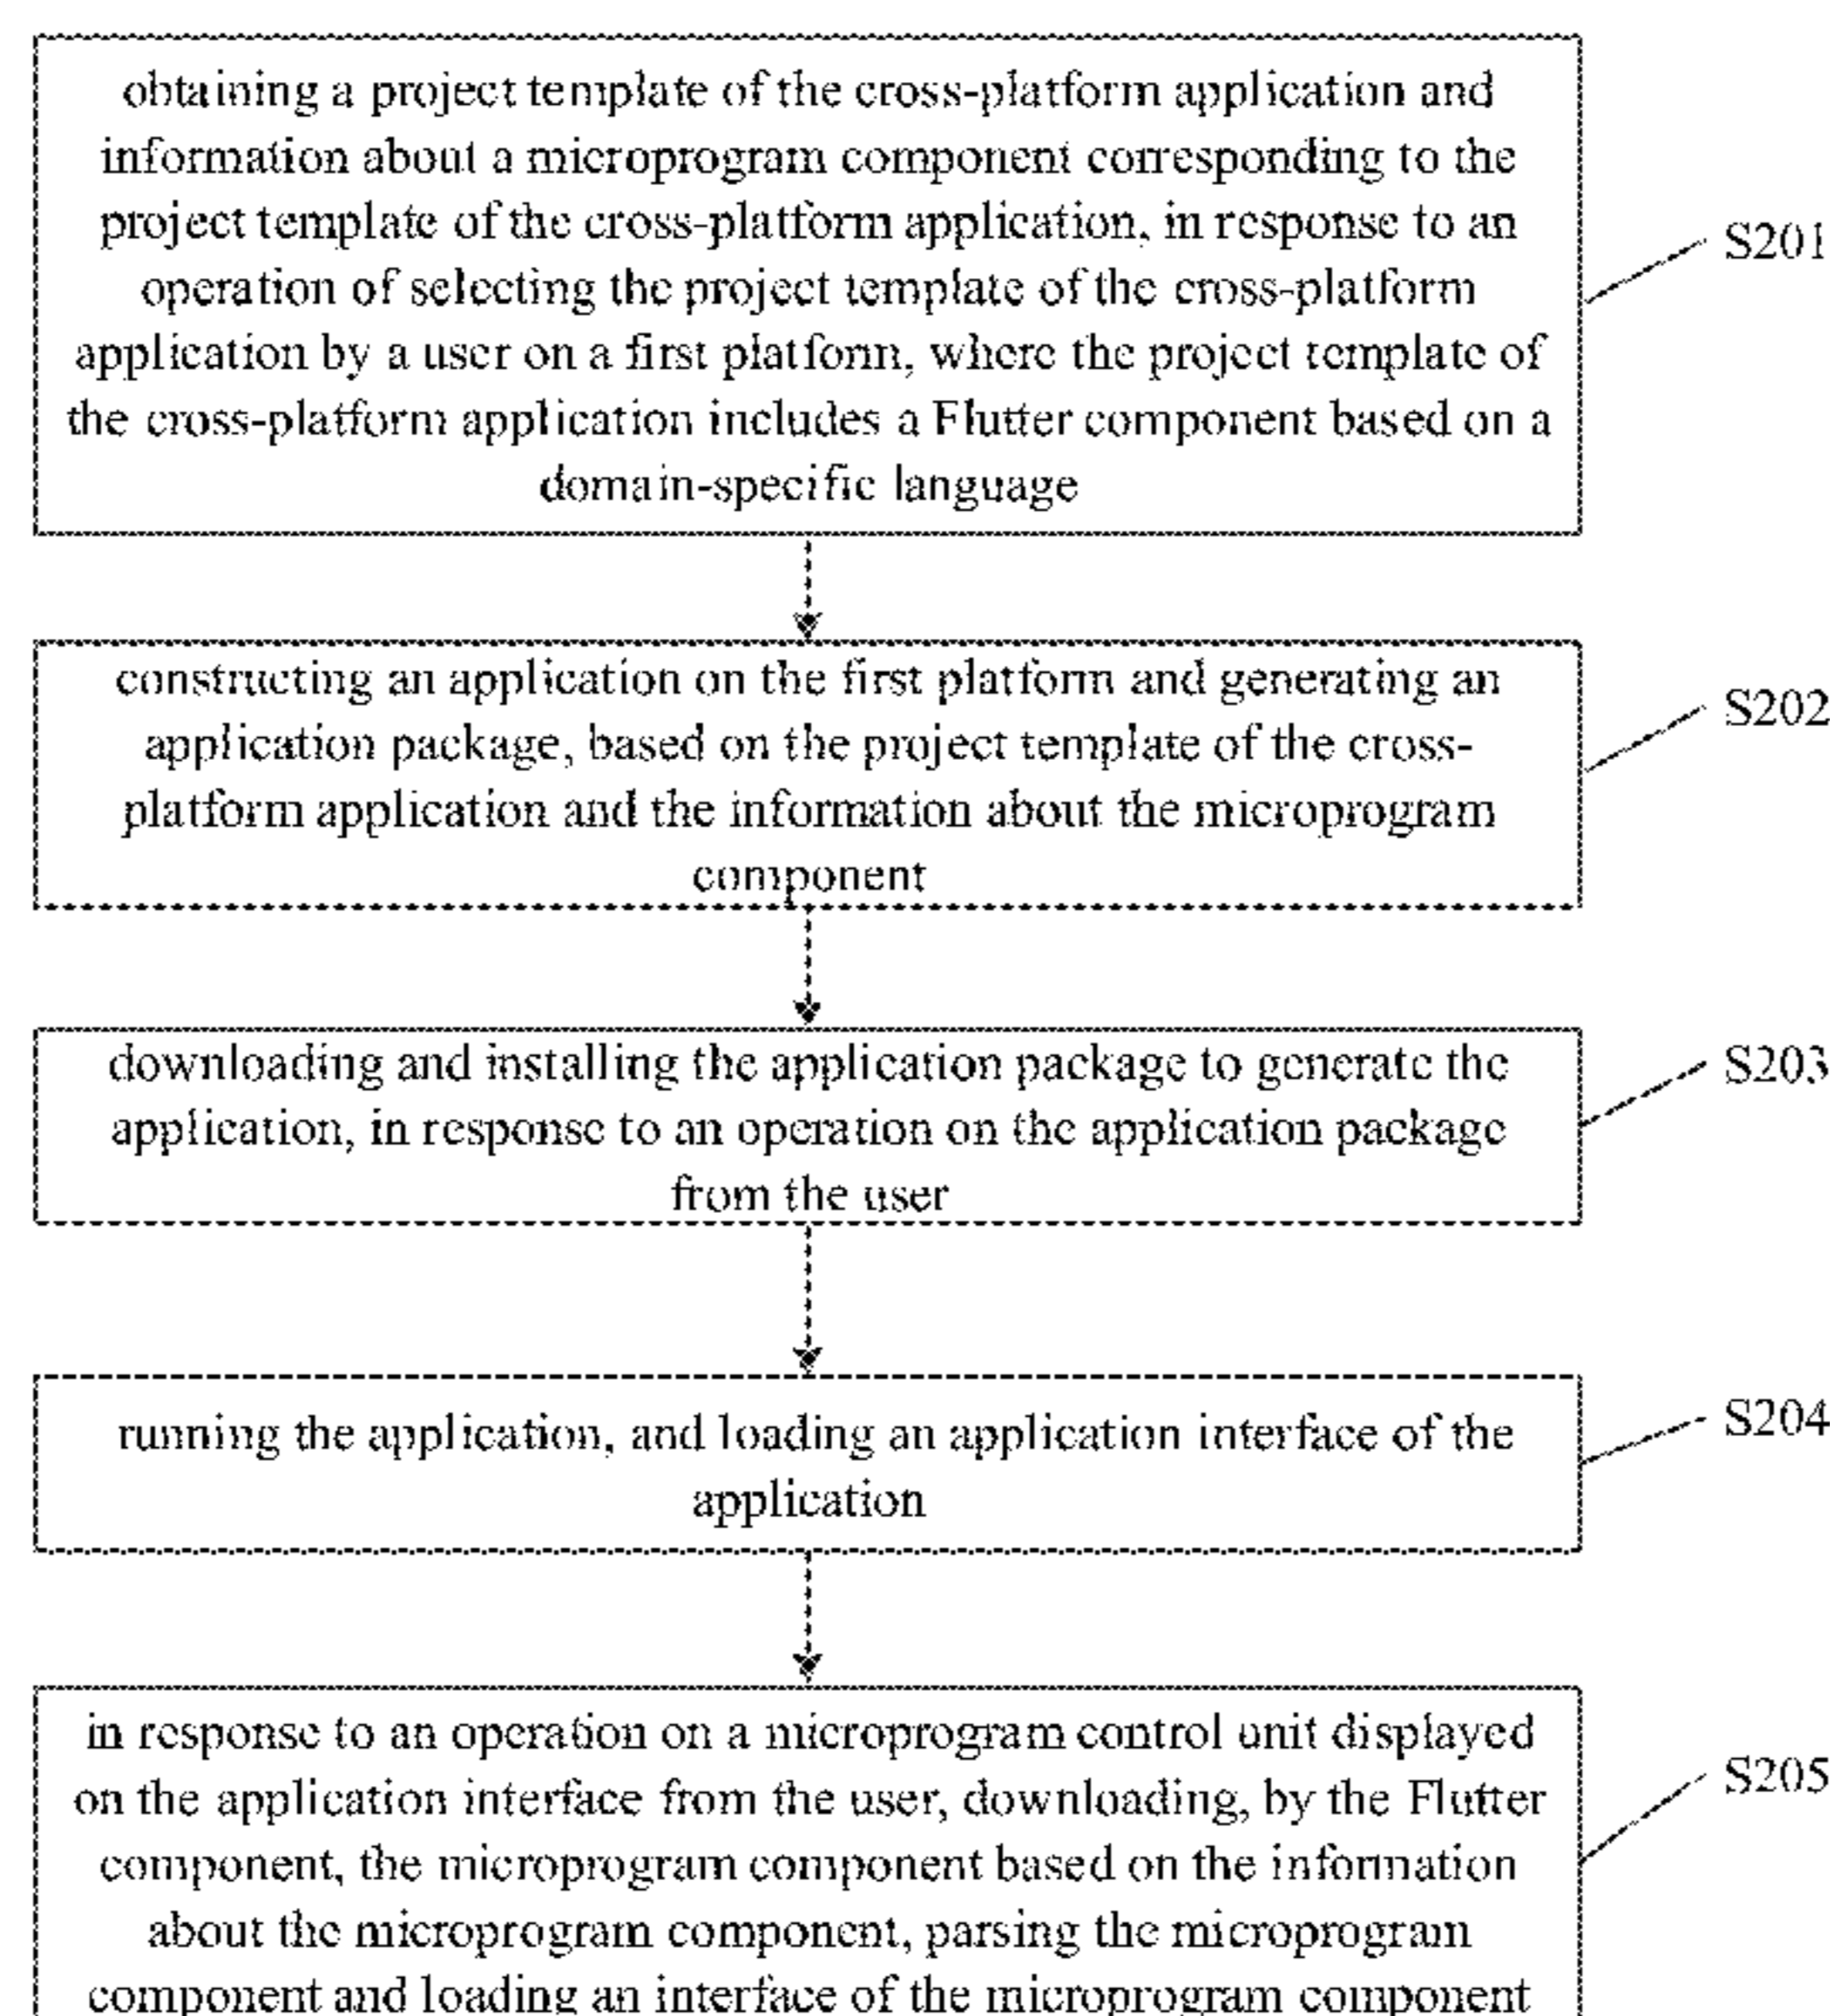 obtaining a project template of the cross-platform application and
information about a microprogram component corresponding to the
project template of the cross-platform application, in response to an
operation of selecting the project template of the cross-platform
application by a user on a first platform, where the project template of
the cross-platform application includes a Flutter component based on a
domain-specific language
S201
constructing an application on the first platform and generating an
application package, based on the project template of the cross-
platform application and the information about the microprogram
component
S202
downloading and installing the application package to generate the
application, in response to an operation on the application package
from the user
S203
running the application, and loading an application interface of the
application
S204
in response to an operation on a microprogram control unit displayed
on the application interface from the user, downloading, by the Flutter
component, the microprogram component based on the information
about the microprogram component, parsing the microprogram
component and loading an interface of the microprogram component
S205